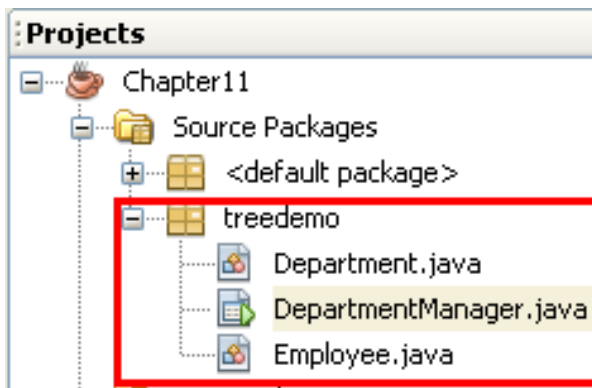 Projects
Chapter11
Source Packages
<default package>
treedemo
Department.java
DepartmentManager.java
Employee.java